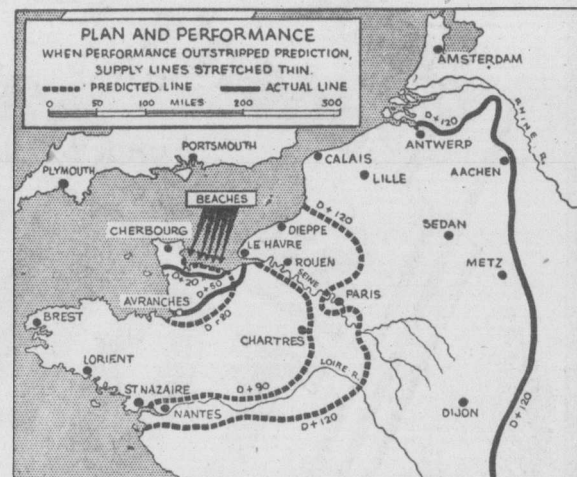 PLAN AND PERFORMANCE
WHEN PERFORMANCE OUTSTRIPPED PREDICTION,
SUPPLY LINES STRETCHED THIN.
PREDICTED LINE ACTUAL LINE
0 50 100 200 300
MILES
AMSTERDAM
RHINE R.
D+120
ANTWERP
PORTSMOUTH
CALAIS
AACHEN
PLYMOUTH
LILLE
BEACHES
D+120
CHERBOURG
DIEPPE
SEDAN
LE HAVRE
ROUEN
D+20
METZ
SEINE
D+50
AVRANCHES
PARIS
BREST
CHARTRES
LORIENT
LOIRE R.
D+90
ST NAZAIRE
NANTES
DIJON
D+120
D+120